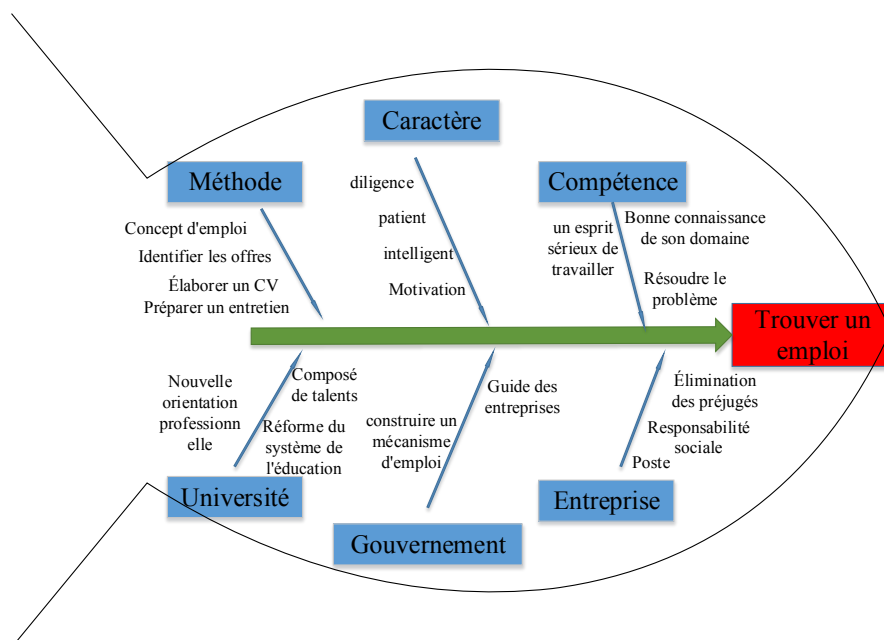 Caractère
Méthode
Compétence
diligence
patient
intelligent
Motivation
Concept d'emploi
Identifier les offres
Élaborer un CV
Préparer un entretien
un esprit
sérieux de
travailler
Bonne connaissance
de son domaine
Résoudre le
problème
Trouver un
emploi
Nouvelle
orientation
professionn
elle
Composé
de talents
Réforme du
système de
l'éducation
construire un
mécanisme
d'emploi
Guide des
entreprises
Élimination
des préjugés
Responsabilité
sociale
Poste
Université
Gouvernement
Entreprise